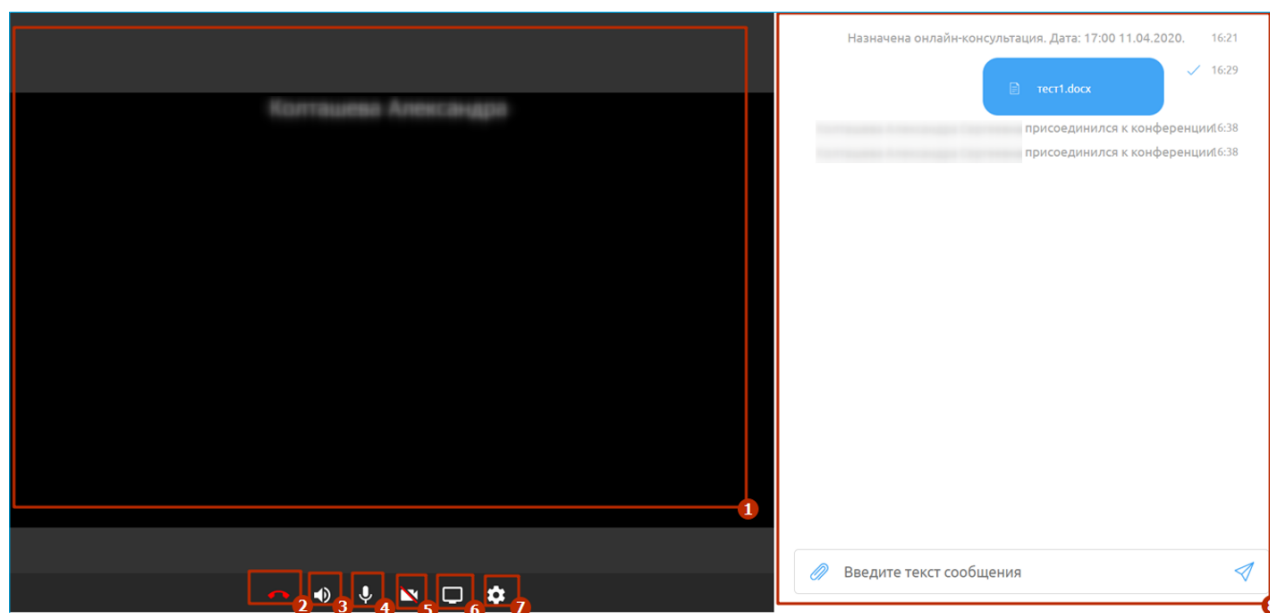 Назначена онлайн-консультация. Дата: 17:00 11.04.2020. 16:21
16:29
тест1.docx
присоединился к конференции 16:38
присоединился к конференции 16:38
1
Введите текст сообщения
2 3 4 5 6 7